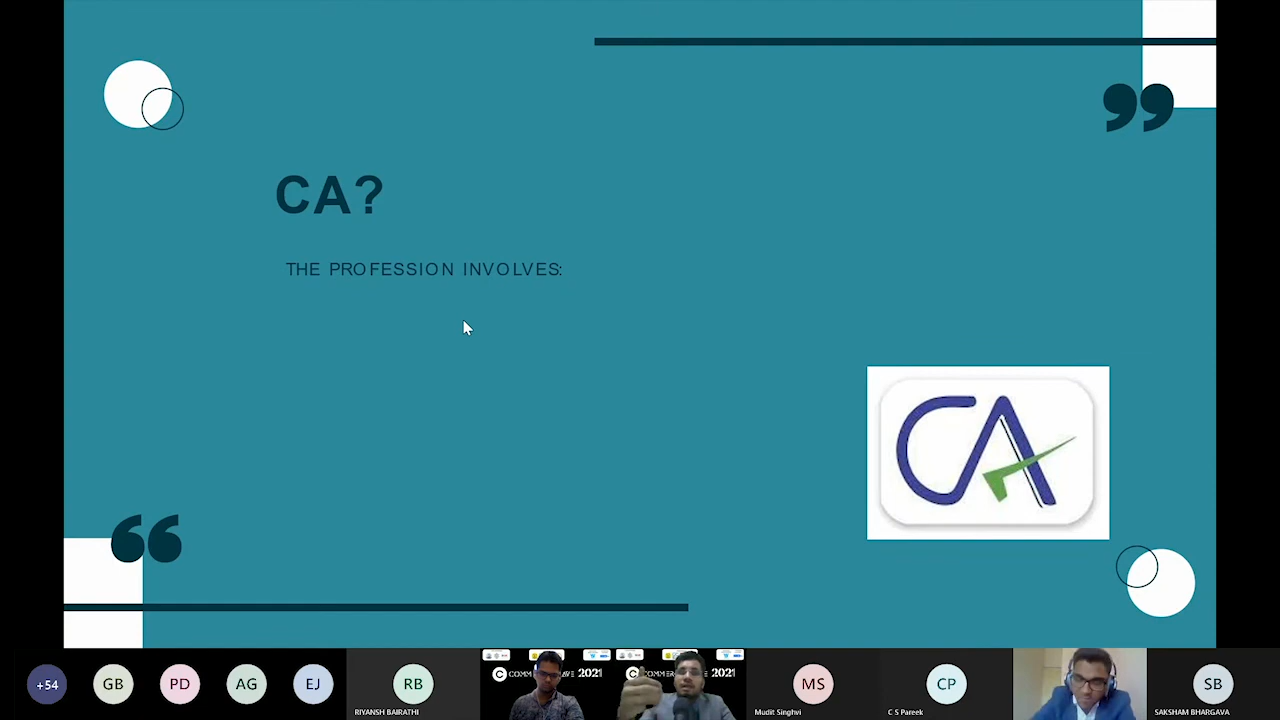 ”
CA?
THE PROFESSION INVOLVES:
CA
“
+54
GB
PD
AG
EJ
RB
RIYANSH BAIRATHI
2021
2021
MS
Mudit Singhvi
CP
C S Pareek
SB
SAKSHAM BHARGAVA